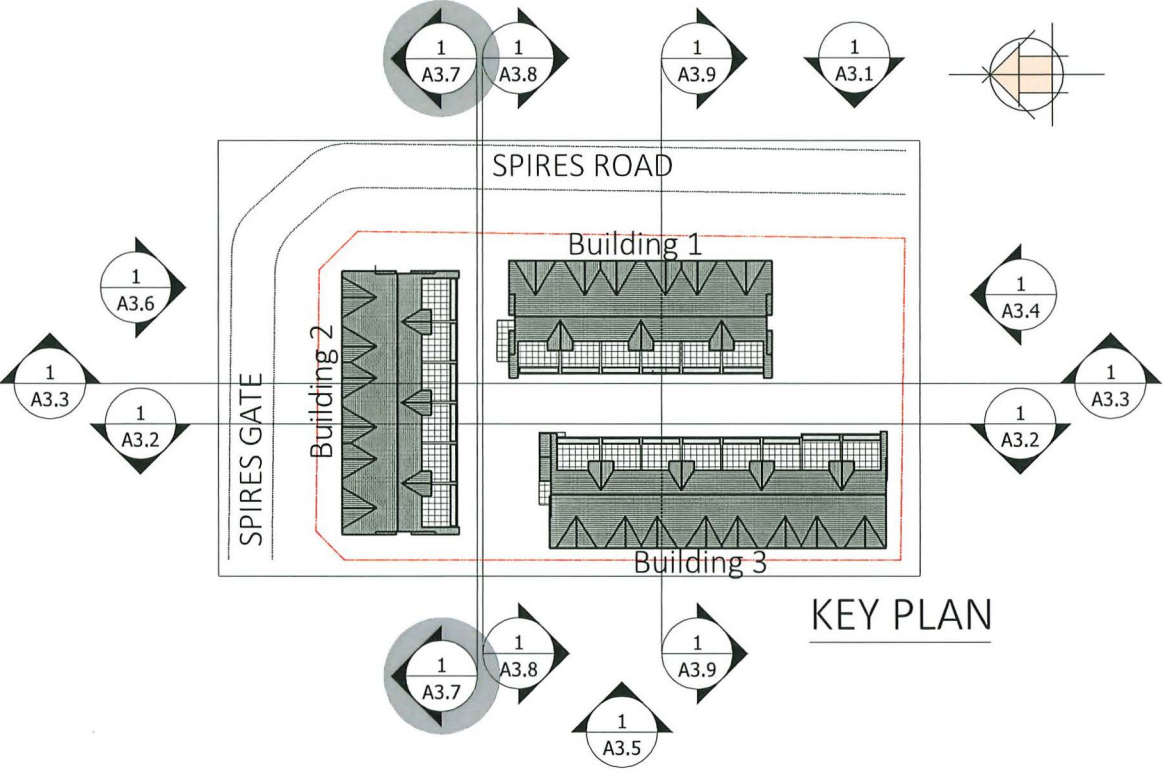 1
A3.7
1
A3.8
1
A3.9
1
A3.1
SPIRES ROAD
Building 1
1
A3.6
1
A3.4
Building 2
1
A3.3
1
A3.3
SPIRES GATE
1
A3.2
1
A3.2
Building 3
KEY PLAN
1
A3.7
1
A3.8
1
A3.9
1
A3.5